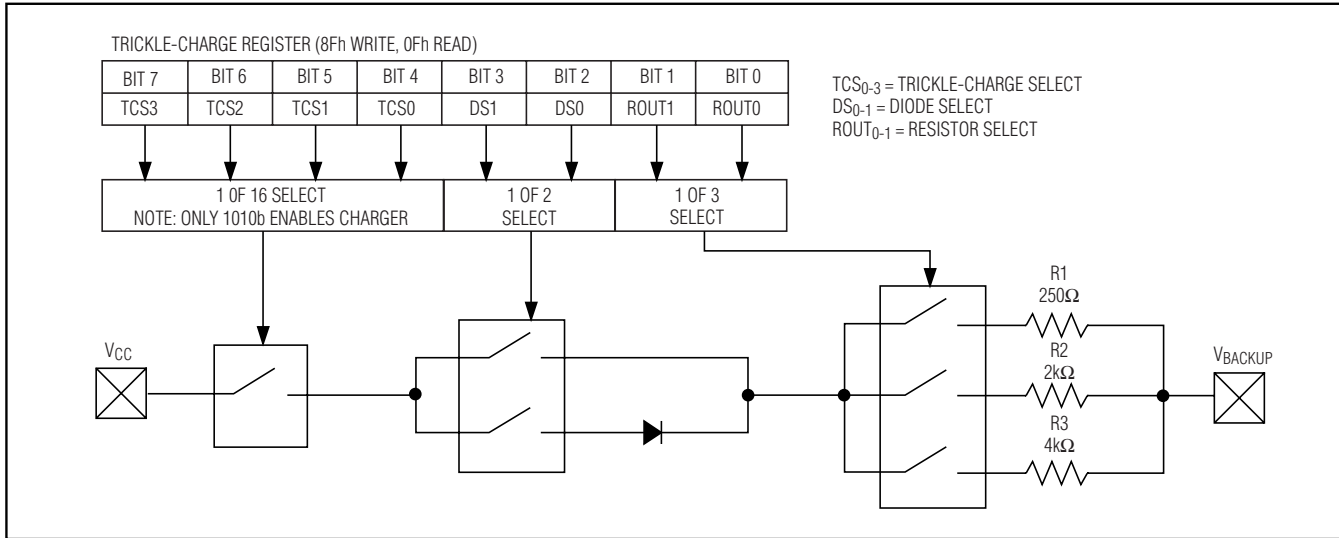 TRICKLE-CHARGE REGISTER (8Fh WRITE, 0Fh READ)
BIT 7 BIT 6 BIT 5 BIT 4 BIT 3 BIT 2 BIT 1 BIT 0
TCS3 TCS2 TCS1 TCS0 DS1 DS0 ROUT1 ROUT0
TCS0-3 = TRICKLE-CHARGE SELECT
DS0-1 = DIODE SELECT
ROUT0-1 = RESISTOR SELECT
1 0F 16 SELECT
NOTE: ONLY 1010b ENABLES CHARGER
1 OF 2
SELECT
1 OF 3
SELECT
VCC
R1
250Ω
R2
2kΩ
R3
4kΩ
VBACKUP